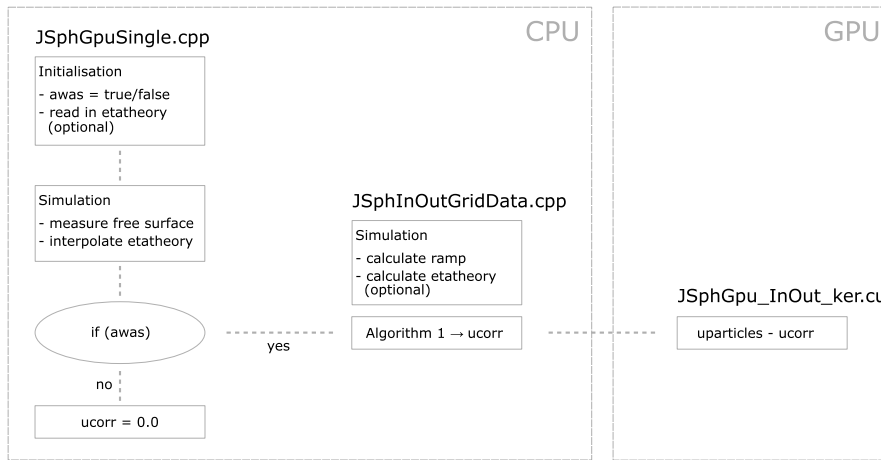 CPU
GPU
JSphGpuSingle.cpp
Initialisation
- awas = true/false
- read in etatheory
(optional)
Simulation
- measure free surface
- interpolate etatheory
if (awas)
yes
no
ucorr = 0.0
JSphInOutGridData.cpp
Simulation
- calculate ramp
- calculate etatheory
(optional)
Algorithm 1 → ucorr
JSphGpu_InOut_ker.cu
uparticles - ucorr